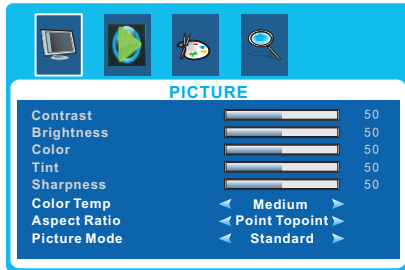 PICTURE
Contrast 50
Brightness 50
Color 50
Tint 50
Sharpness 50
Color Temp Medium
Aspect Ratio Point Topoint
Picture Mode Standard